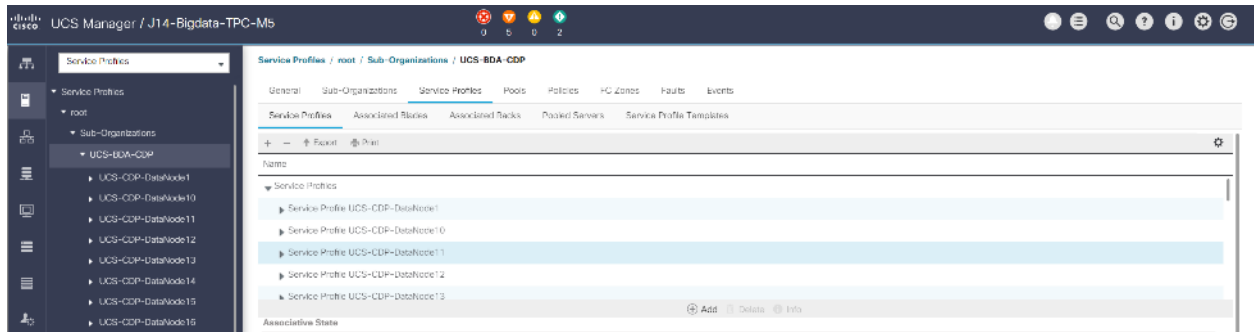 cisco UCS Manager / J14-Bigdata-TPC-M5
0 5 0 2
Service Profiles
Service Profiles / root / Sub-Organizations / UCS-BDA-CDP
General Sub-Organizations Service Profiles Pools Policies FC Zones Faults Events
Service Profiles Associated Blades Associated Racks Pooled Servers Service Profile Templates
+ − Export Print
Name
Service Profiles
Service Profile UCS-CDP-DataNode1
Service Profile UCS-CDP-DataNode10
Service Profile UCS-CDP-DataNode11
Service Profile UCS-CDP-DataNode12
Service Profile UCS-CDP-DataNode13
Add Delete Info
Associative State
Service Profiles
root
Sub-Organizations
UCS-BDA-CDP
UCS-CDP-DataNode1
UCS-CDP-DataNode10
UCS-CDP-DataNode11
UCS-CDP-DataNode12
UCS-CDP-DataNode13
UCS-CDP-DataNode14
UCS-CDP-DataNode15
UCS-CDP-DataNode16